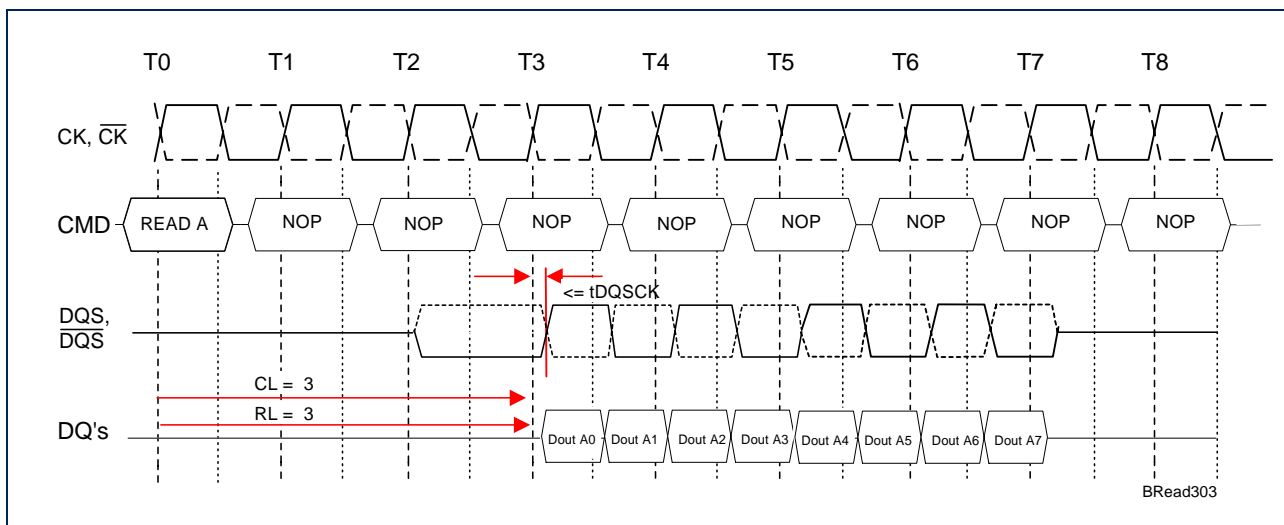 T0 T1 T2 T3 T4 T5 T6 T7 T8
CK, CK
CMD READ A NOP NOP NOP NOP NOP NOP NOP NOP
<= tDQSCK
DQS,
DQS
CL = 3
RL = 3
DQ's Dout A0 Dout A1 Dout A2 Dout A3 Dout A4 Dout A5 Dout A6 Dout A7
BRead303